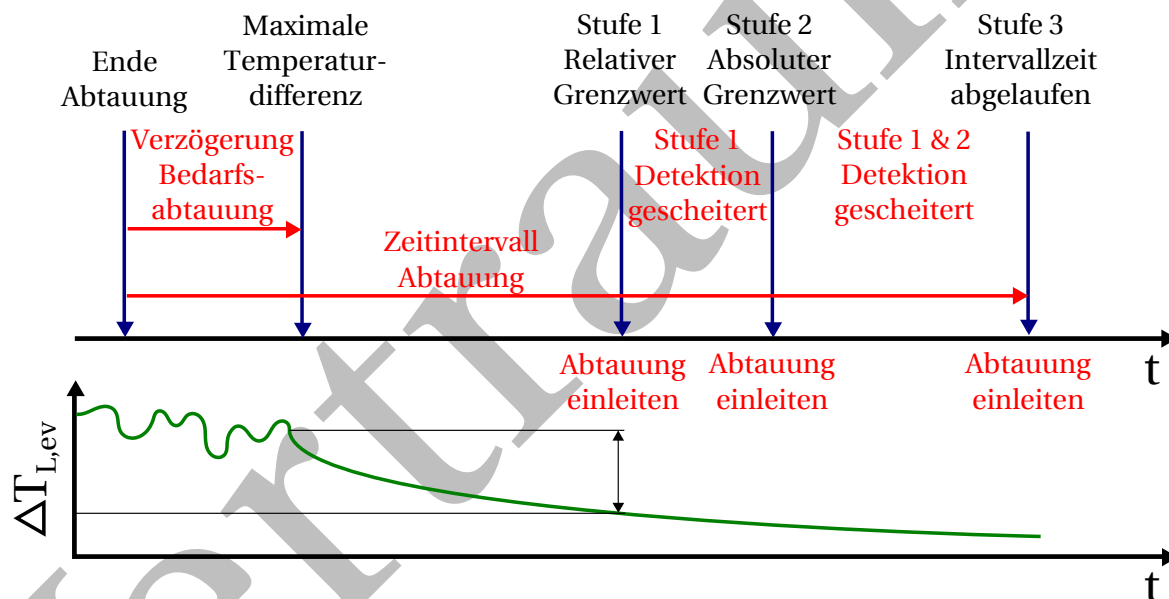 Ende
Abtauung
Maximale
Temperatur-
differenz
Stufe 1
Relativer
Grenzwert
Stufe 2
Absoluter
Grenzwert
Stufe 3
Intervallzeit
abgelaufen
Verzögerung
Bedarfs-
abtauung
Stufe 1
Detektion
gescheitert
Stufe 1 & 2
Detektion
gescheitert
Zeitintervall
Abtauung
t
Abtauung
einleiten
Abtauung
einleiten
Abtauung
einleiten
ΔT_L,ev
t